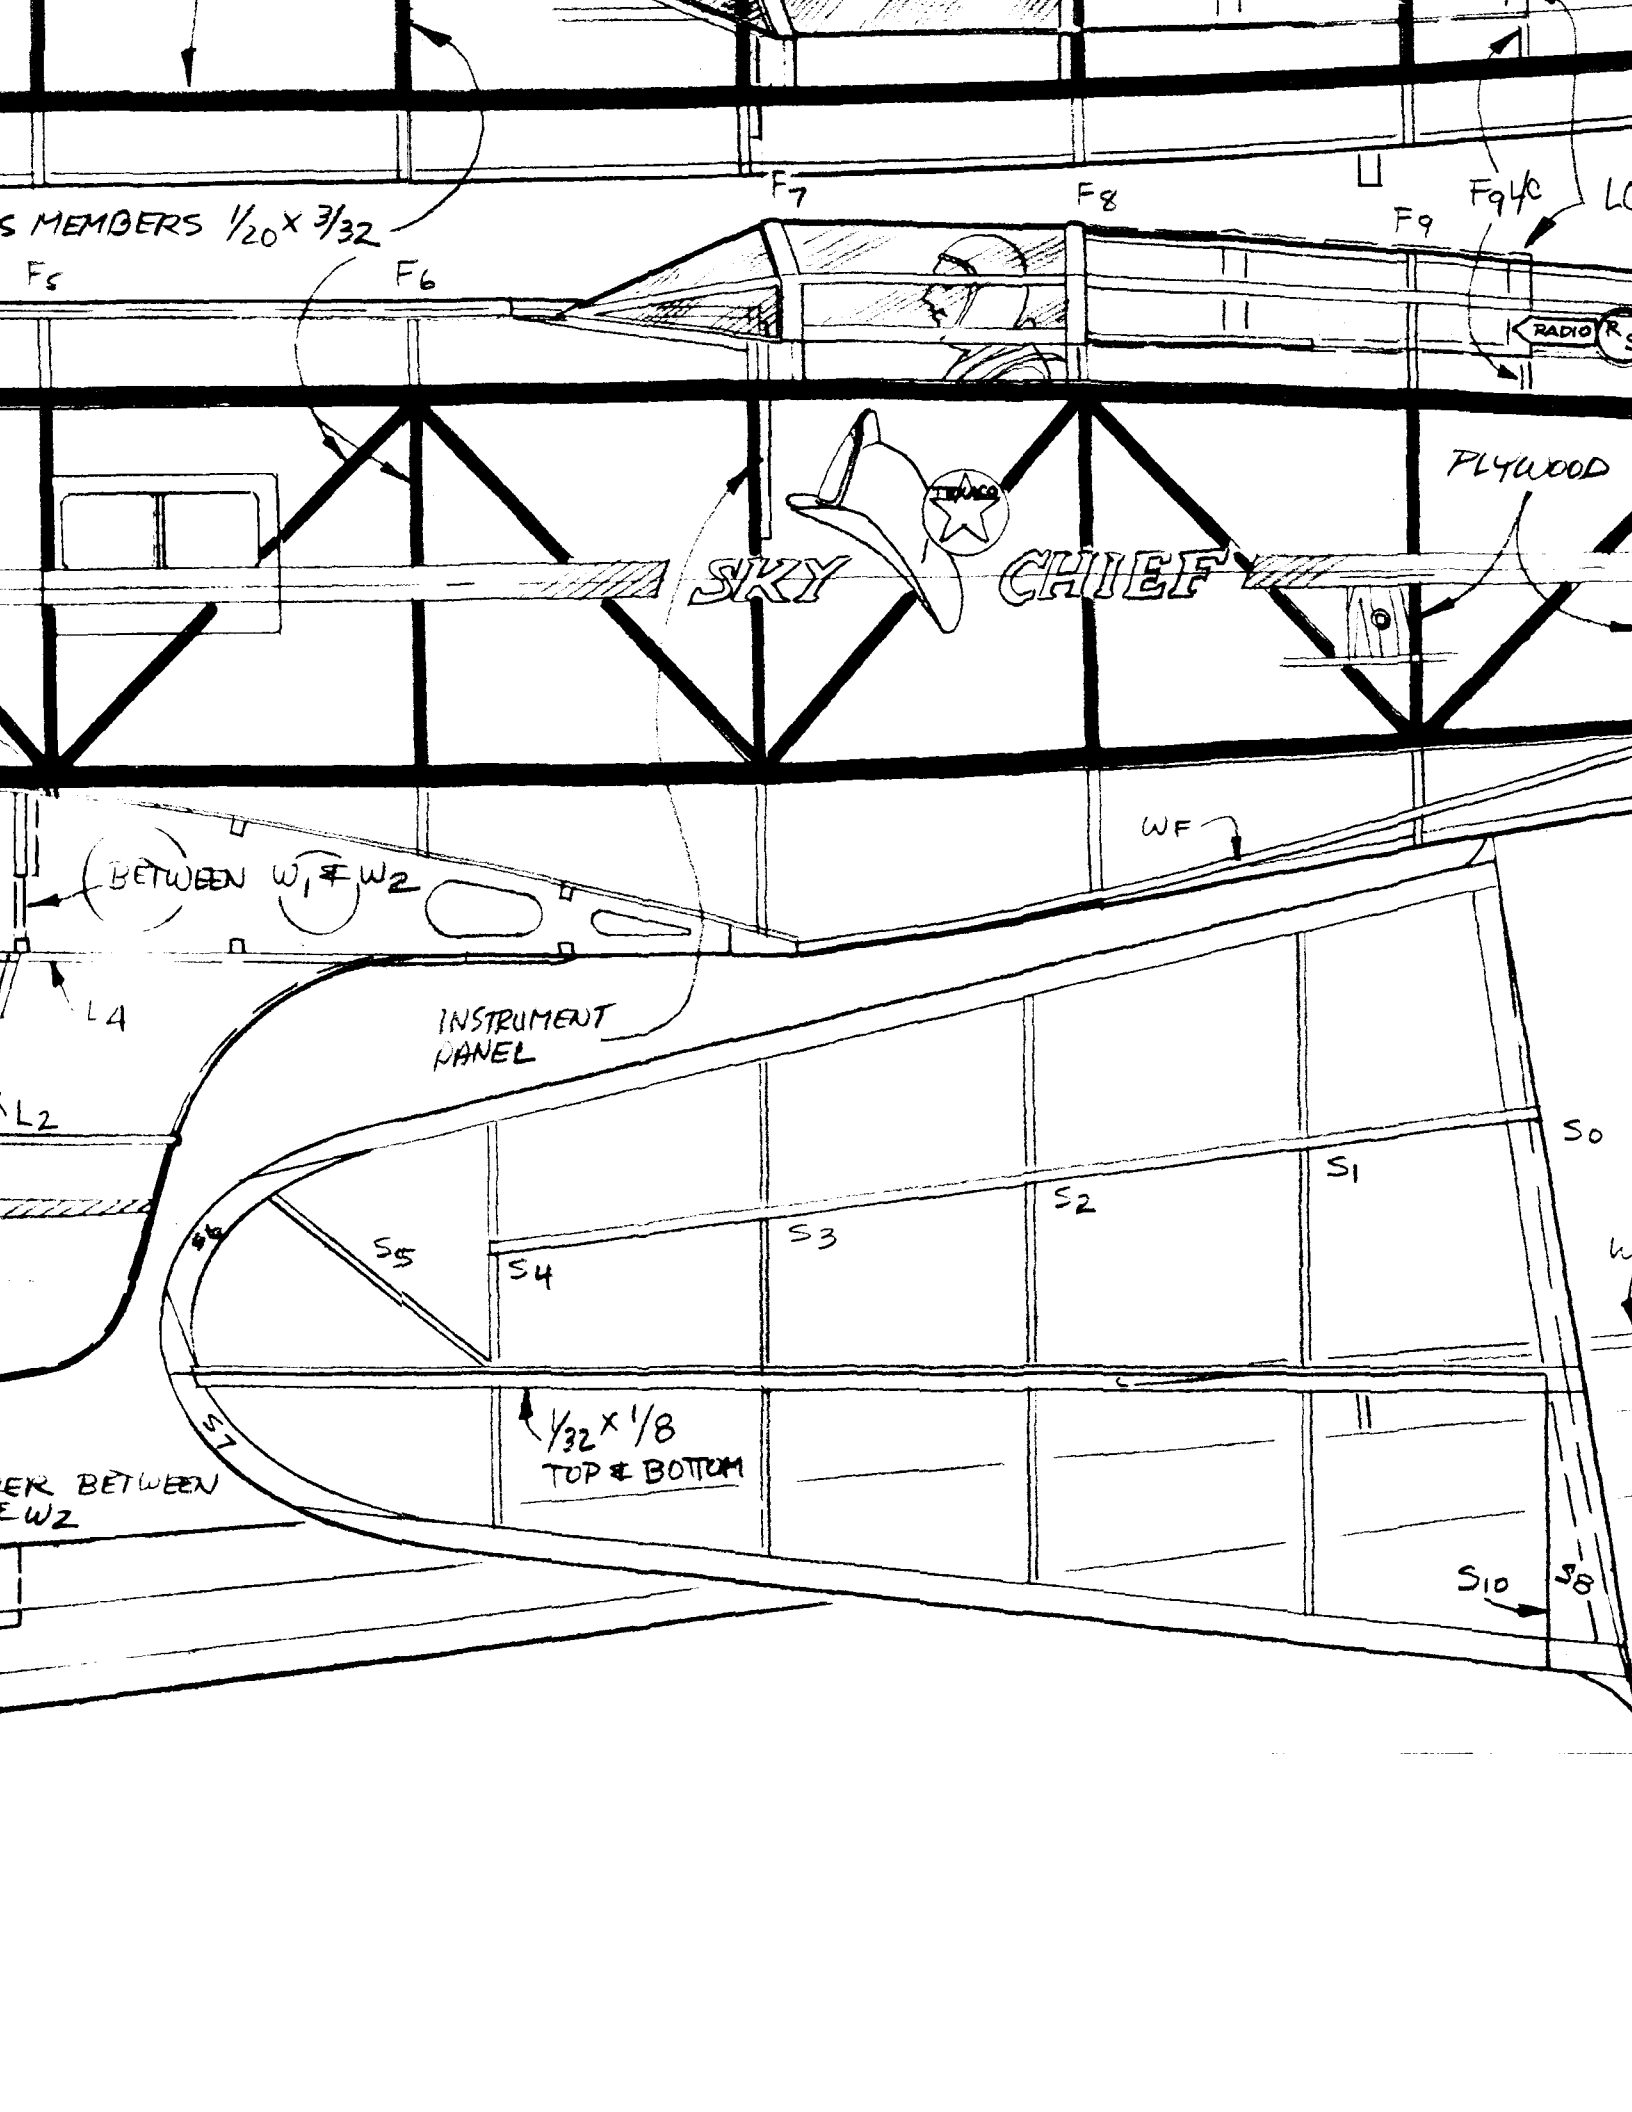 F7
F8
F9¼C
S MEMBERS 1/20 X 3/32
F9
F5
F6
RADIO
R
S
PLYWOOD
TEXACO
SKY CHIEF
WF
BETWEEN W1 & W2
L4
INSTRUMENT
PANEL
L2
S0
S1
S2
S3
S6
S5
S4
1/32 X 1/8
TOP & BOTTOM
S7
ER BETWEEN
E W2
S10
S8